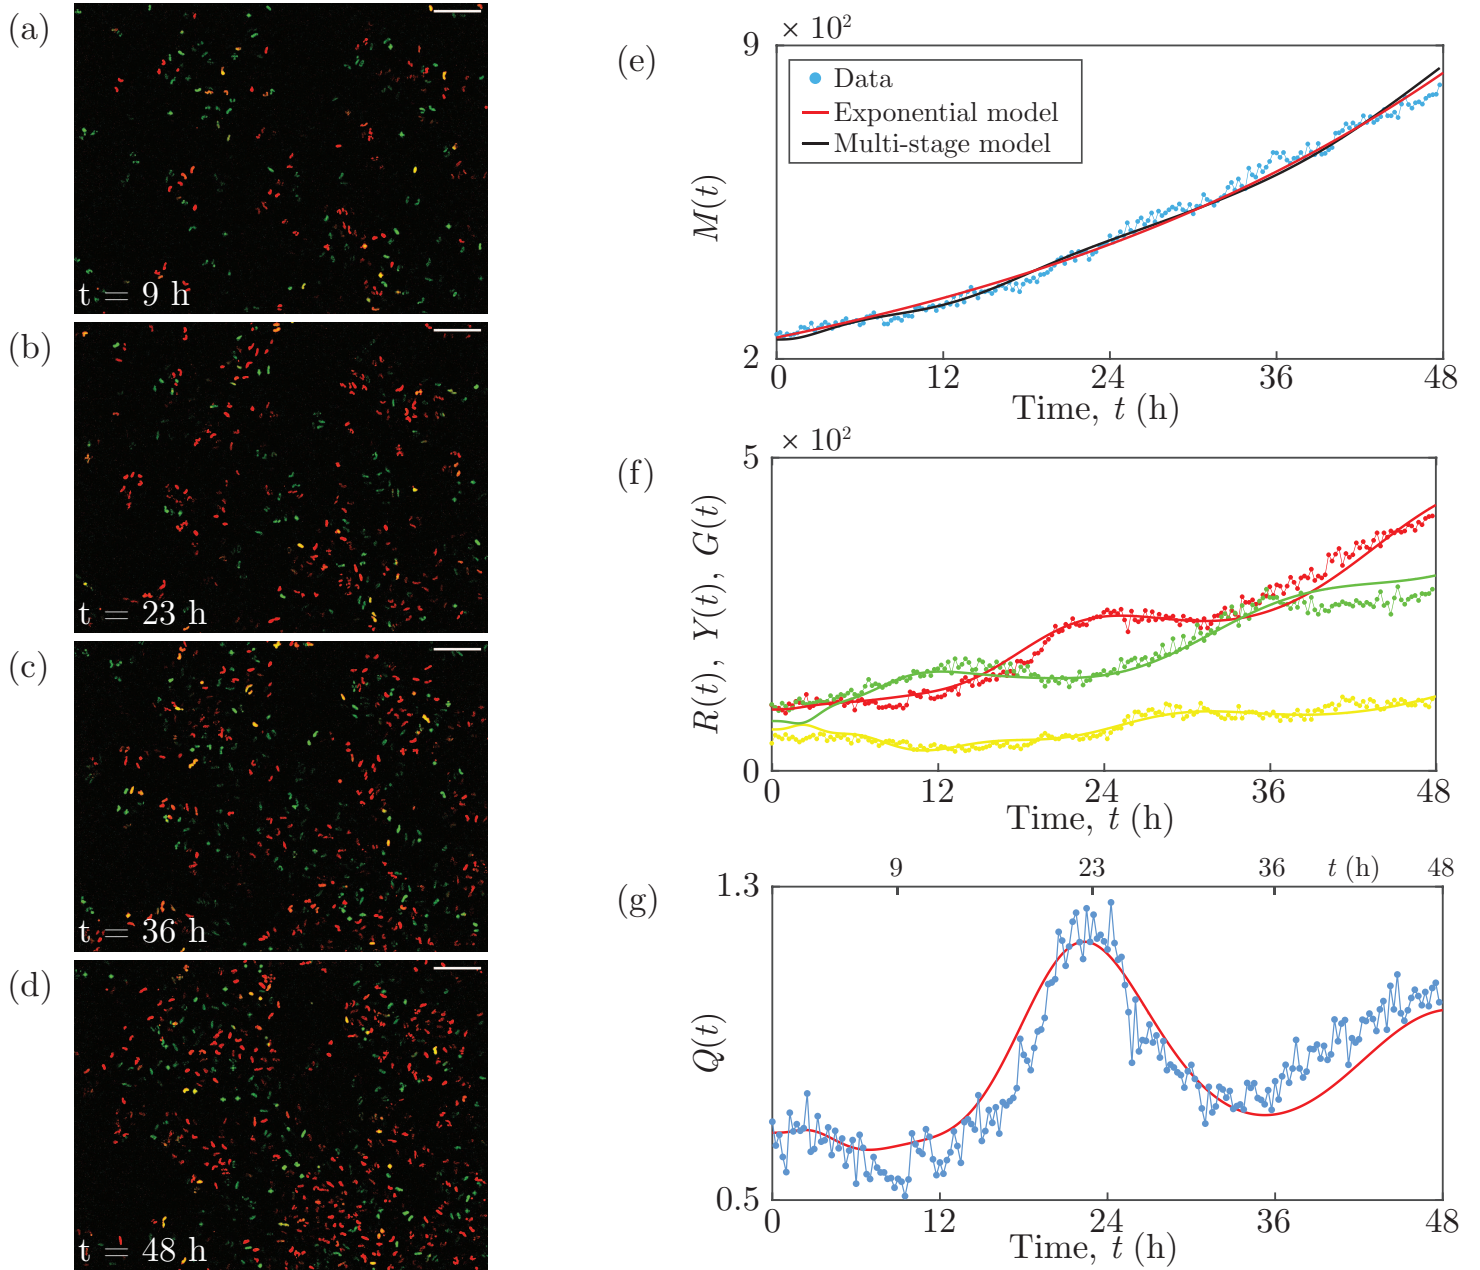 (a)
t = 9 h
(b)
t = 23 h
(c)
t = 36 h
(d)
t = 48 h
(e)
× 10²
9
2
M(t)
Data
Exponential model
Multi-stage model
0 12 24 36 48
Time, t (h)
(f)
× 10²
5
0
R(t), Y(t), G(t)
0 12 24 36 48
Time, t (h)
(g)
9 23 36 t (h) 48
1.3
0.5
Q(t)
0 12 24 36 48
Time, t (h)